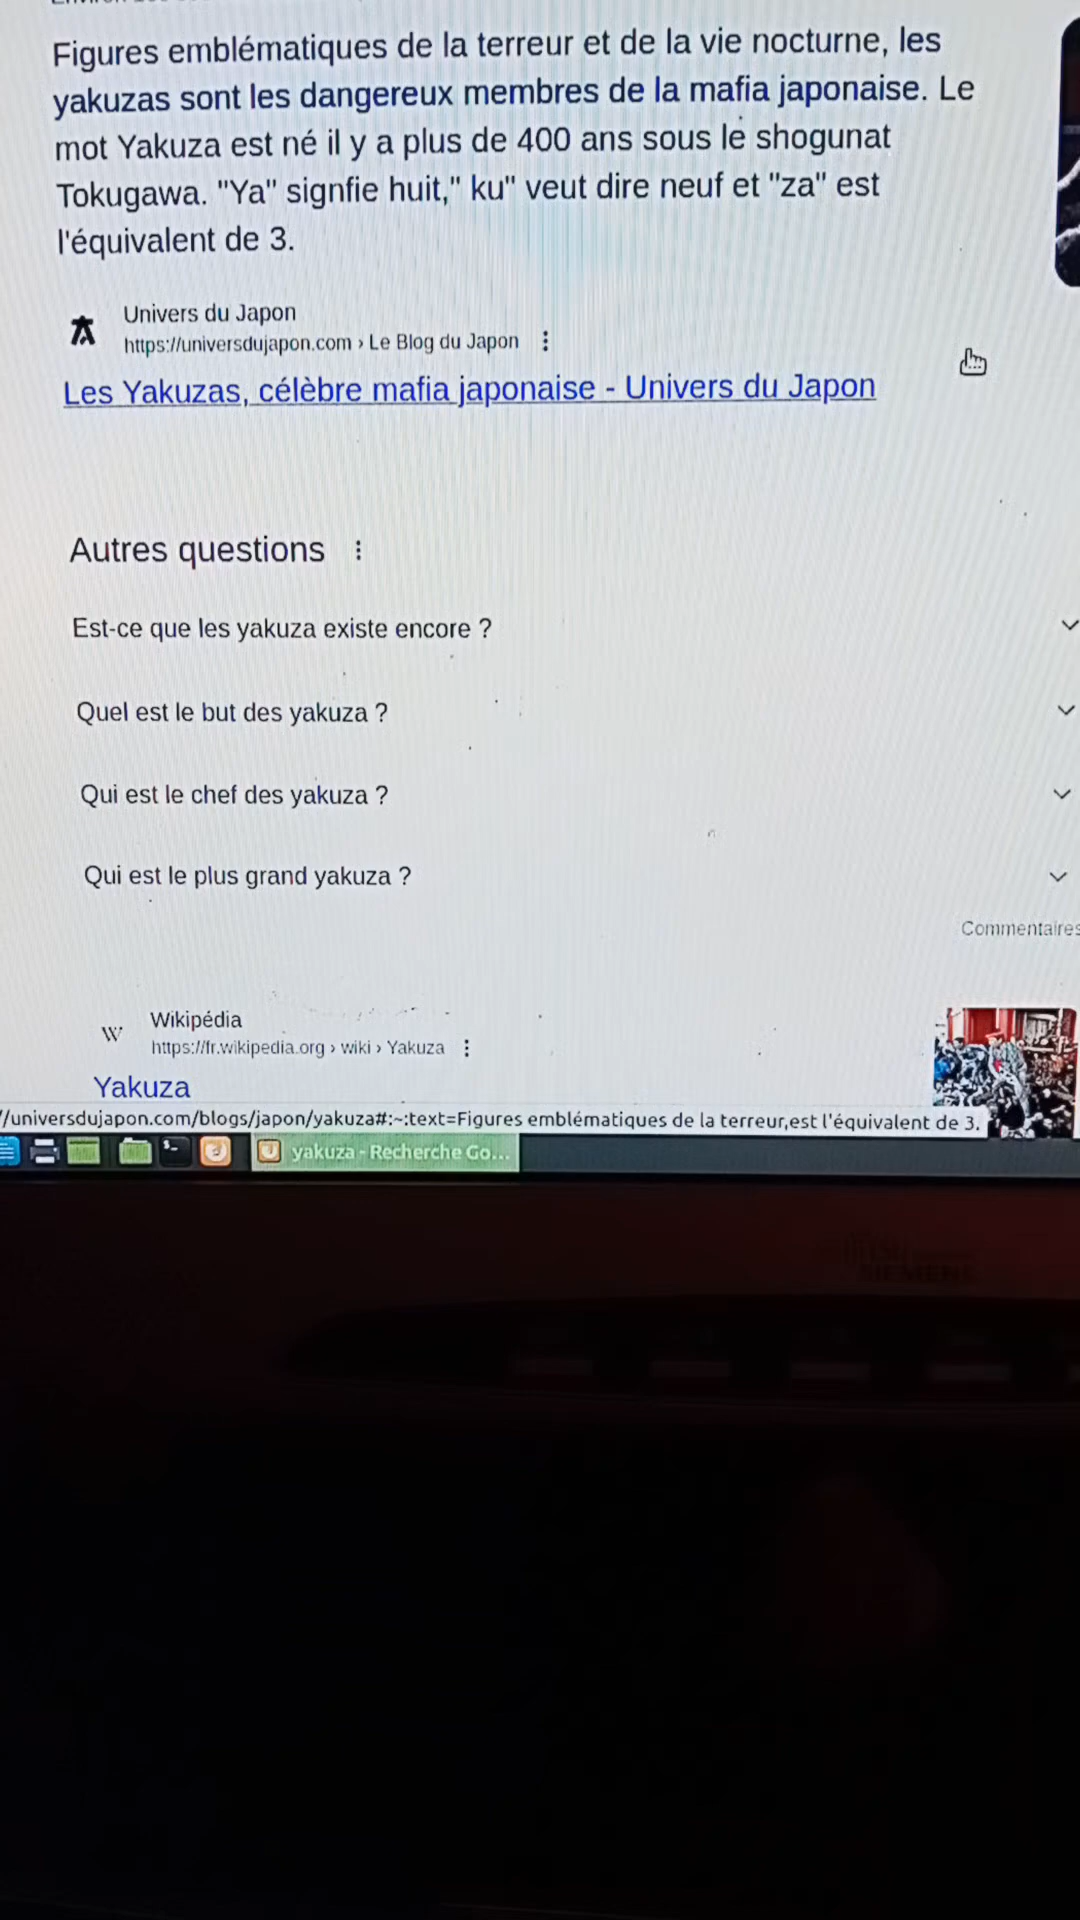 Figures emblématiques de la terreur et de la vie nocturne, les
yakuzas sont les dangereux membres de la mafia japonaise. Le
mot Yakuza est né il y a plus de 400 ans sous le shogunat
Tokugawa. "Ya" signfie huit," ku" veut dire neuf et "za" est
l'équivalent de 3.
Univers du Japon
https://universdujapon.com › Le Blog du Japon
Les Yakuzas, célèbre mafia japonaise - Univers du Japon
Autres questions
Est-ce que les yakuza existe encore ?
Quel est le but des yakuza ?
Qui est le chef des yakuza ?
Qui est le plus grand yakuza ?
Commentaires
W Wikipédia
https://fr.wikipedia.org › wiki › Yakuza
Yakuza
/universdujapon.com/blogs/japon/yakuza#:~:text=Figures emblématiques de la terreur,est l'équivalent de 3.
yakuza - Recherche Go...